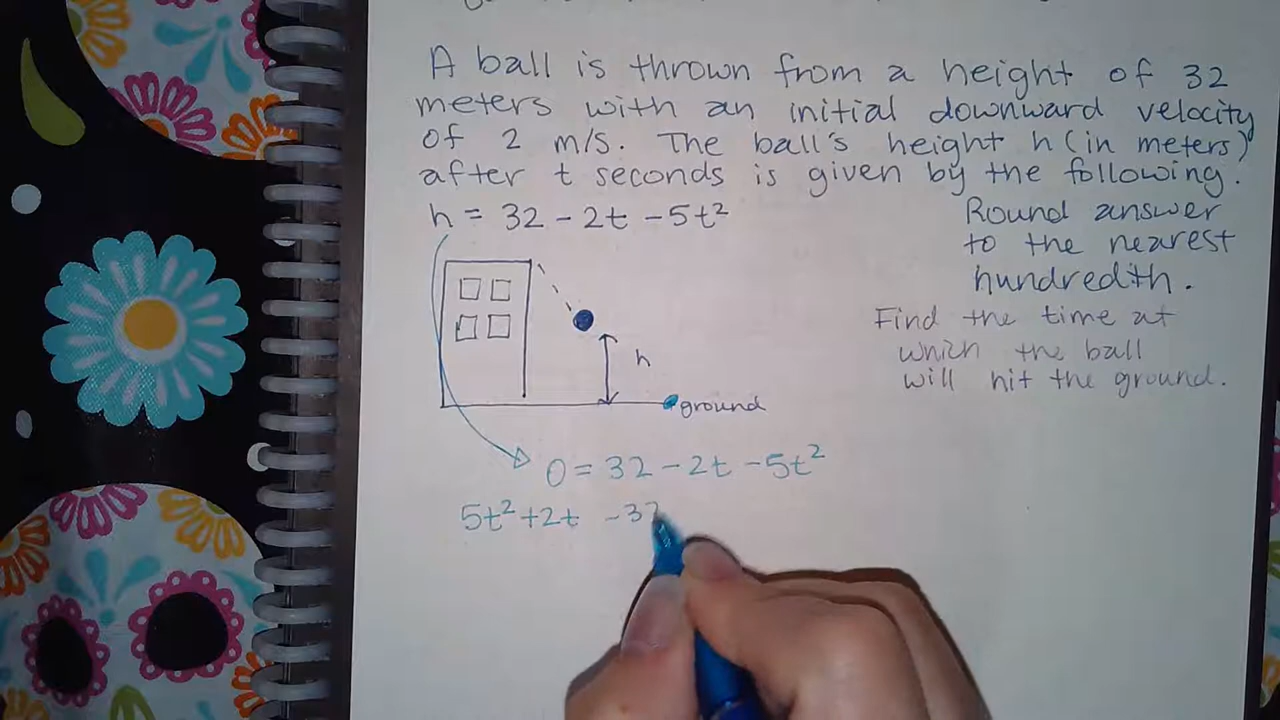 A ball is thrown from a height of 32
meters with an initial downward velocity
of 2 m/s. The ball's height h (in meters)
after t seconds is given by the following.
h = 32 - 2t - 5t²
Round answer
to the nearest
hundredth.
Find the time at
which the ball
will hit the ground.
h
ground
0 = 32 - 2t - 5t²
5t² + 2t - 32